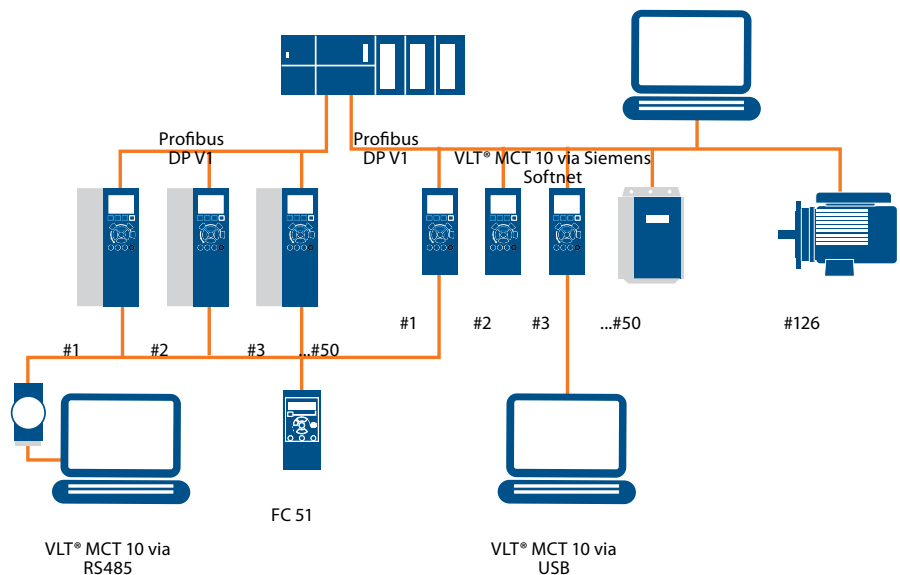 Profibus
DP V1
Profibus
DP V1
VLT® MCT 10 via Siemens
Softnet
#1
#2
#3
...#50
#126
#1
#2
#3
...#50
FC 51
VLT® MCT 10 via
RS485
VLT® MCT 10 via
USB